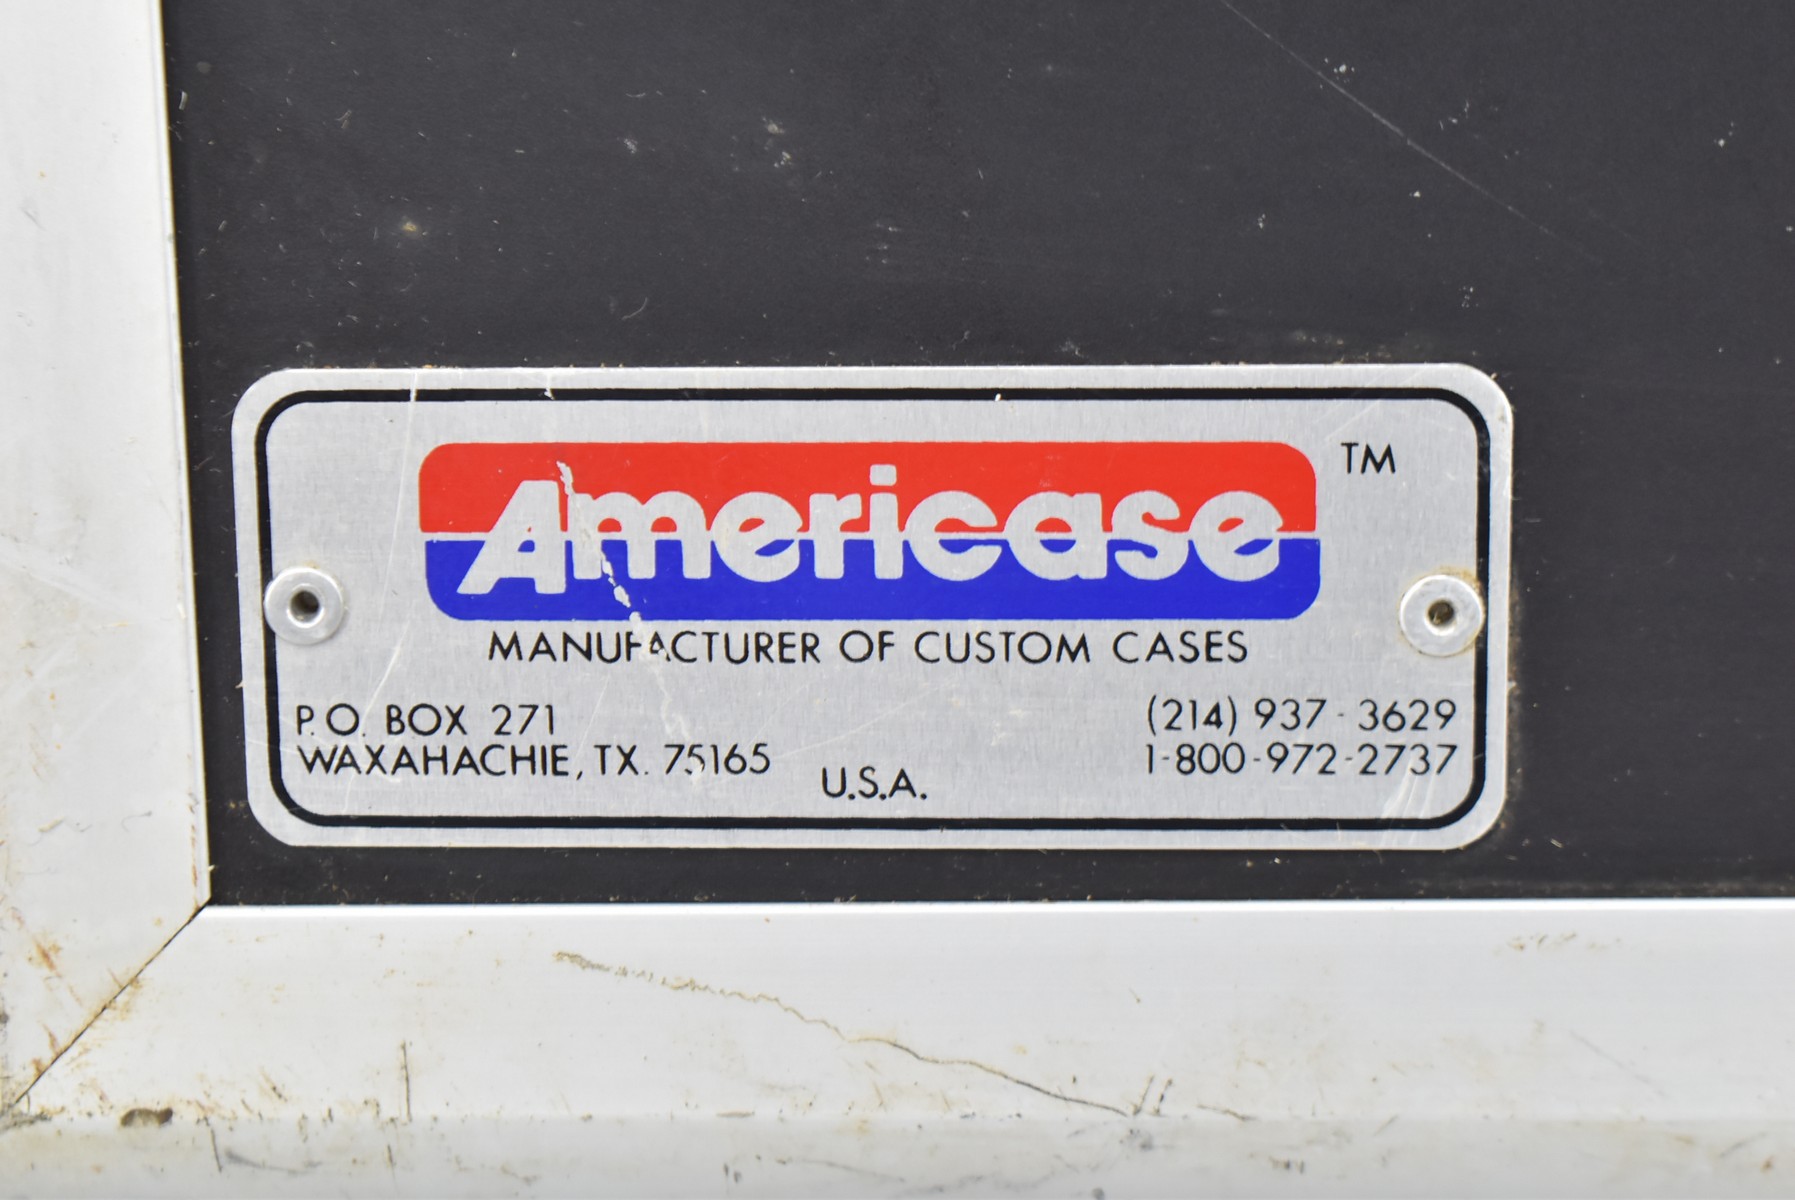 Americase TM
MANUFACTURER OF CUSTOM CASES
P.O. BOX 271
WAXAHACHIE, TX. 75165
U.S.A.
(214) 937-3629
1-800-972-2737